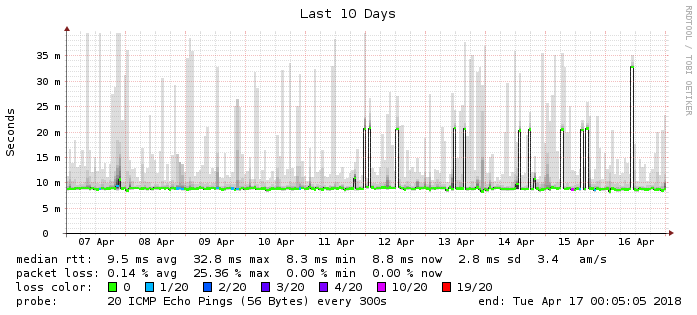 Last 10 Days
RRDTOOL / TOBI OETIKER
Seconds
35 m
30 m
25 m
20 m
15 m
10 m
5 m
0
07 Apr 08 Apr 09 Apr 10 Apr 11 Apr 12 Apr 13 Apr 14 Apr 15 Apr 16 Apr
median rtt: 9.5 ms avg 32.8 ms max 8.3 ms min 8.8 ms now 2.8 ms sd 3.4 am/s
packet loss: 0.14 % avg 25.36 % max 0.00 % min 0.00 % now
loss color: 0 1/20 2/20 3/20 4/20 10/20 19/20
probe: 20 ICMP Echo Pings (56 Bytes) every 300s end: Tue Apr 17 00:05:05 2018